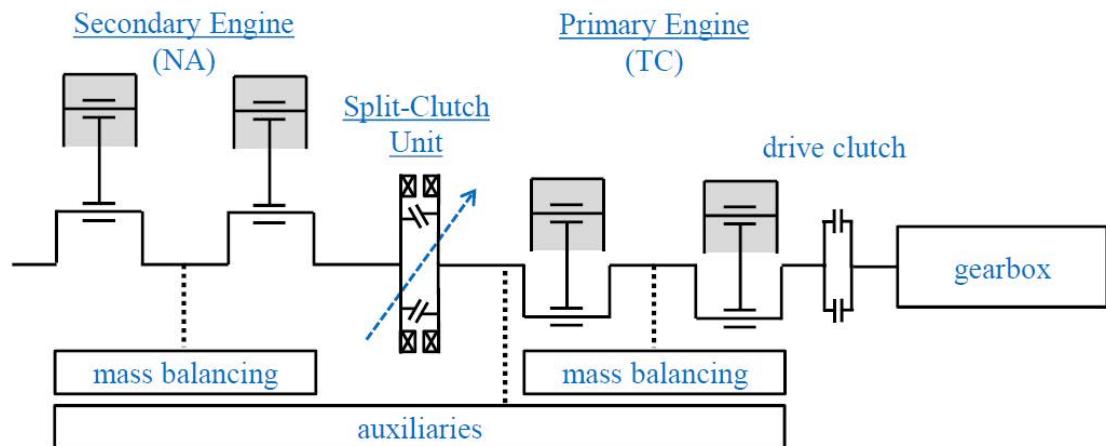 Secondary Engine
(NA)
Primary Engine
(TC)
Split-Clutch
Unit
drive clutch
gearbox
mass balancing
mass balancing
auxiliaries